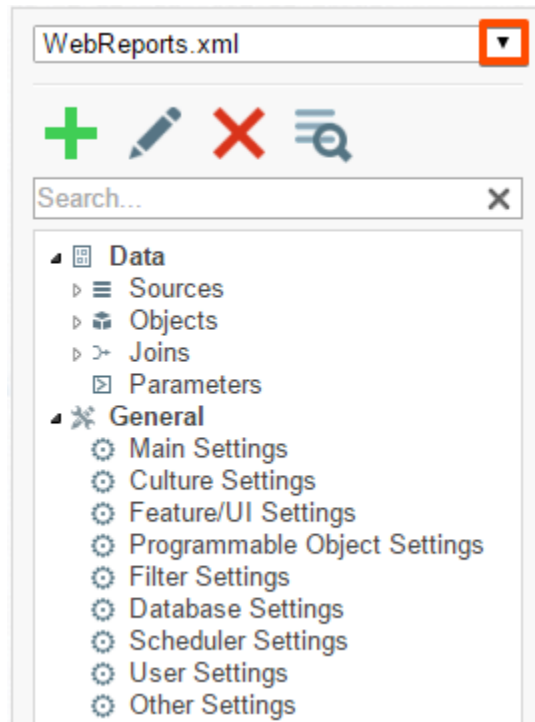 WebReports.xml
Search...
Data
Sources
Objects
Joins
Parameters
General
Main Settings
Culture Settings
Feature/UI Settings
Programmable Object Settings
Filter Settings
Database Settings
Scheduler Settings
User Settings
Other Settings